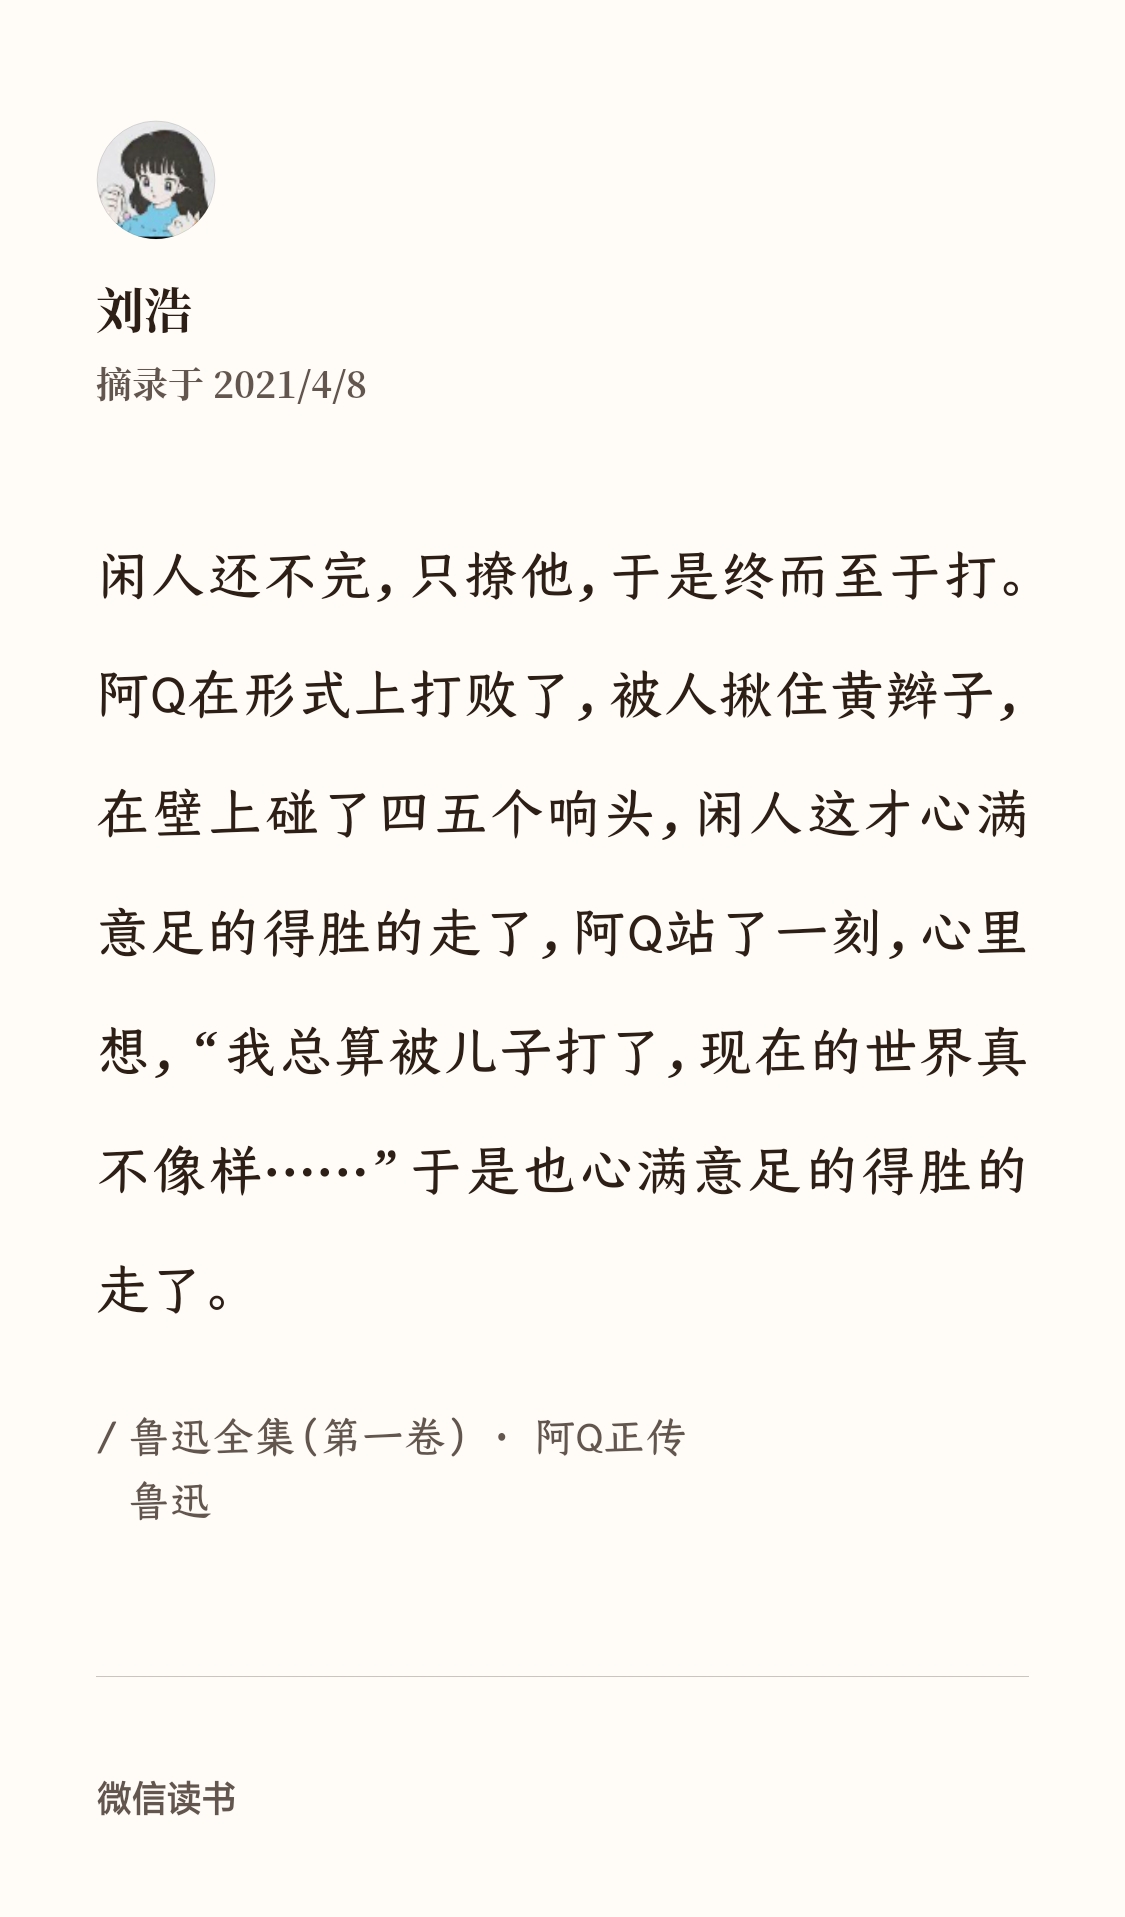 刘浩
摘录于 2021/4/8
闲人还不完，只撩他，于是终而至于打。
阿Q在形式上打败了，被人揪住黄辫子，
在壁上碰了四五个响头，闲人这才心满
意足的得胜的走了，阿Q站了一刻，心里
想，“我总算被儿子打了，现在的世界真
不像样……”于是也心满意足的得胜的
走了。
/ 鲁迅全集（第一卷）· 阿Q正传
鲁迅
微信读书